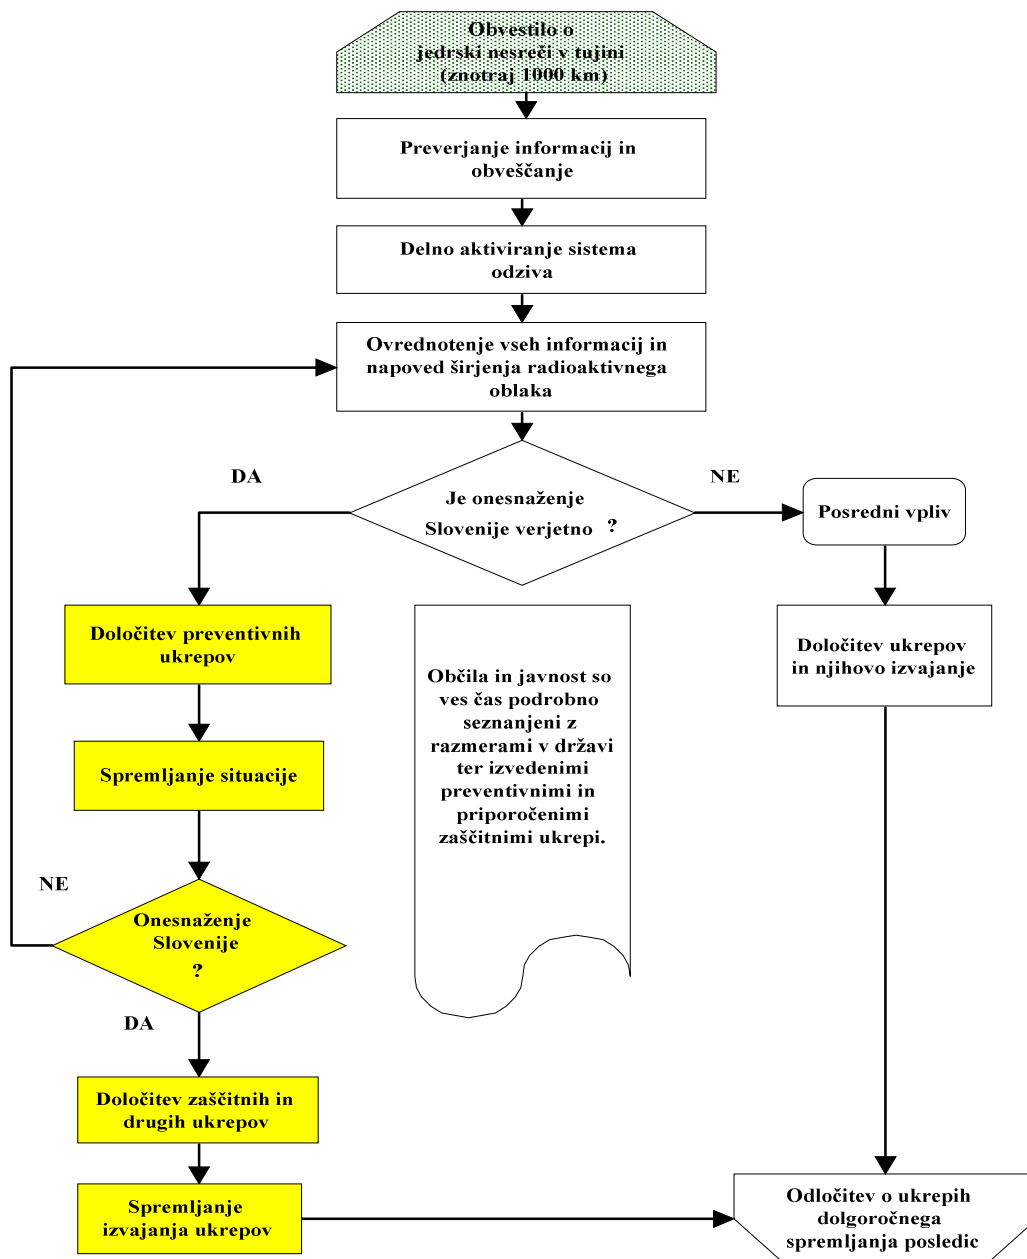 Obvestilo o
jedrski nesreči v tujini
(znotraj 1000 km)
Preverjanje informacij in
obveščanje
Delno aktiviranje sistema
odziva
Ovrednotenje vseh informacij in
napoved širjenja radioaktivnega
oblaka
DA
NE
Je onesnaženje
Slovenije verjetno ?
Posredni vpliv
Določitev preventivnih
ukrepov
Določitev ukrepov
in njihovo izvajanje
Občila in javnost so
ves čas podrobno
seznanjeni z
razmerami v državi
ter izvedenimi
preventivnimi in
priporočenimi
zaščitnimi ukrepi.
Spremljanje situacije
NE
Onesnaženje
Slovenije
?
DA
Določitev zaščitnih in
drugih ukrepov
Spremljanje
izvajanja ukrepov
Odločitev o ukrepih
dolgoročnega
spremljanja posledic